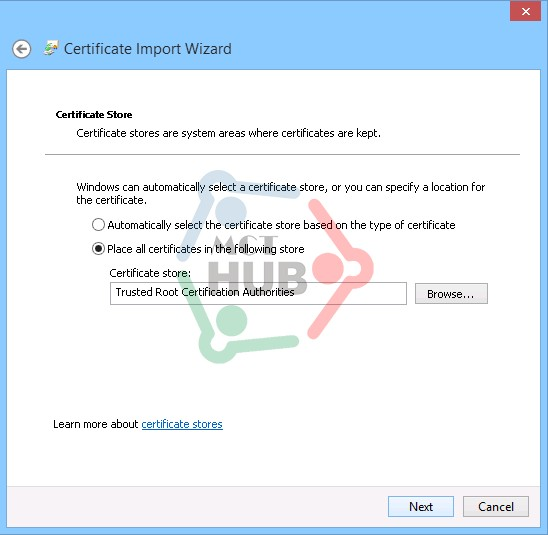 Certificate Import Wizard
Certificate Store
Certificate stores are system areas where certificates are kept.
Windows can automatically select a certificate store, or you can specify a location for
the certificate.
Automatically select the certificate store based on the type of certificate
Place all certificates in the following store
MCT
HUB
Certificate store:
Trusted Root Certification Authorities
Browse...
Learn more about certificate stores
Next
Cancel